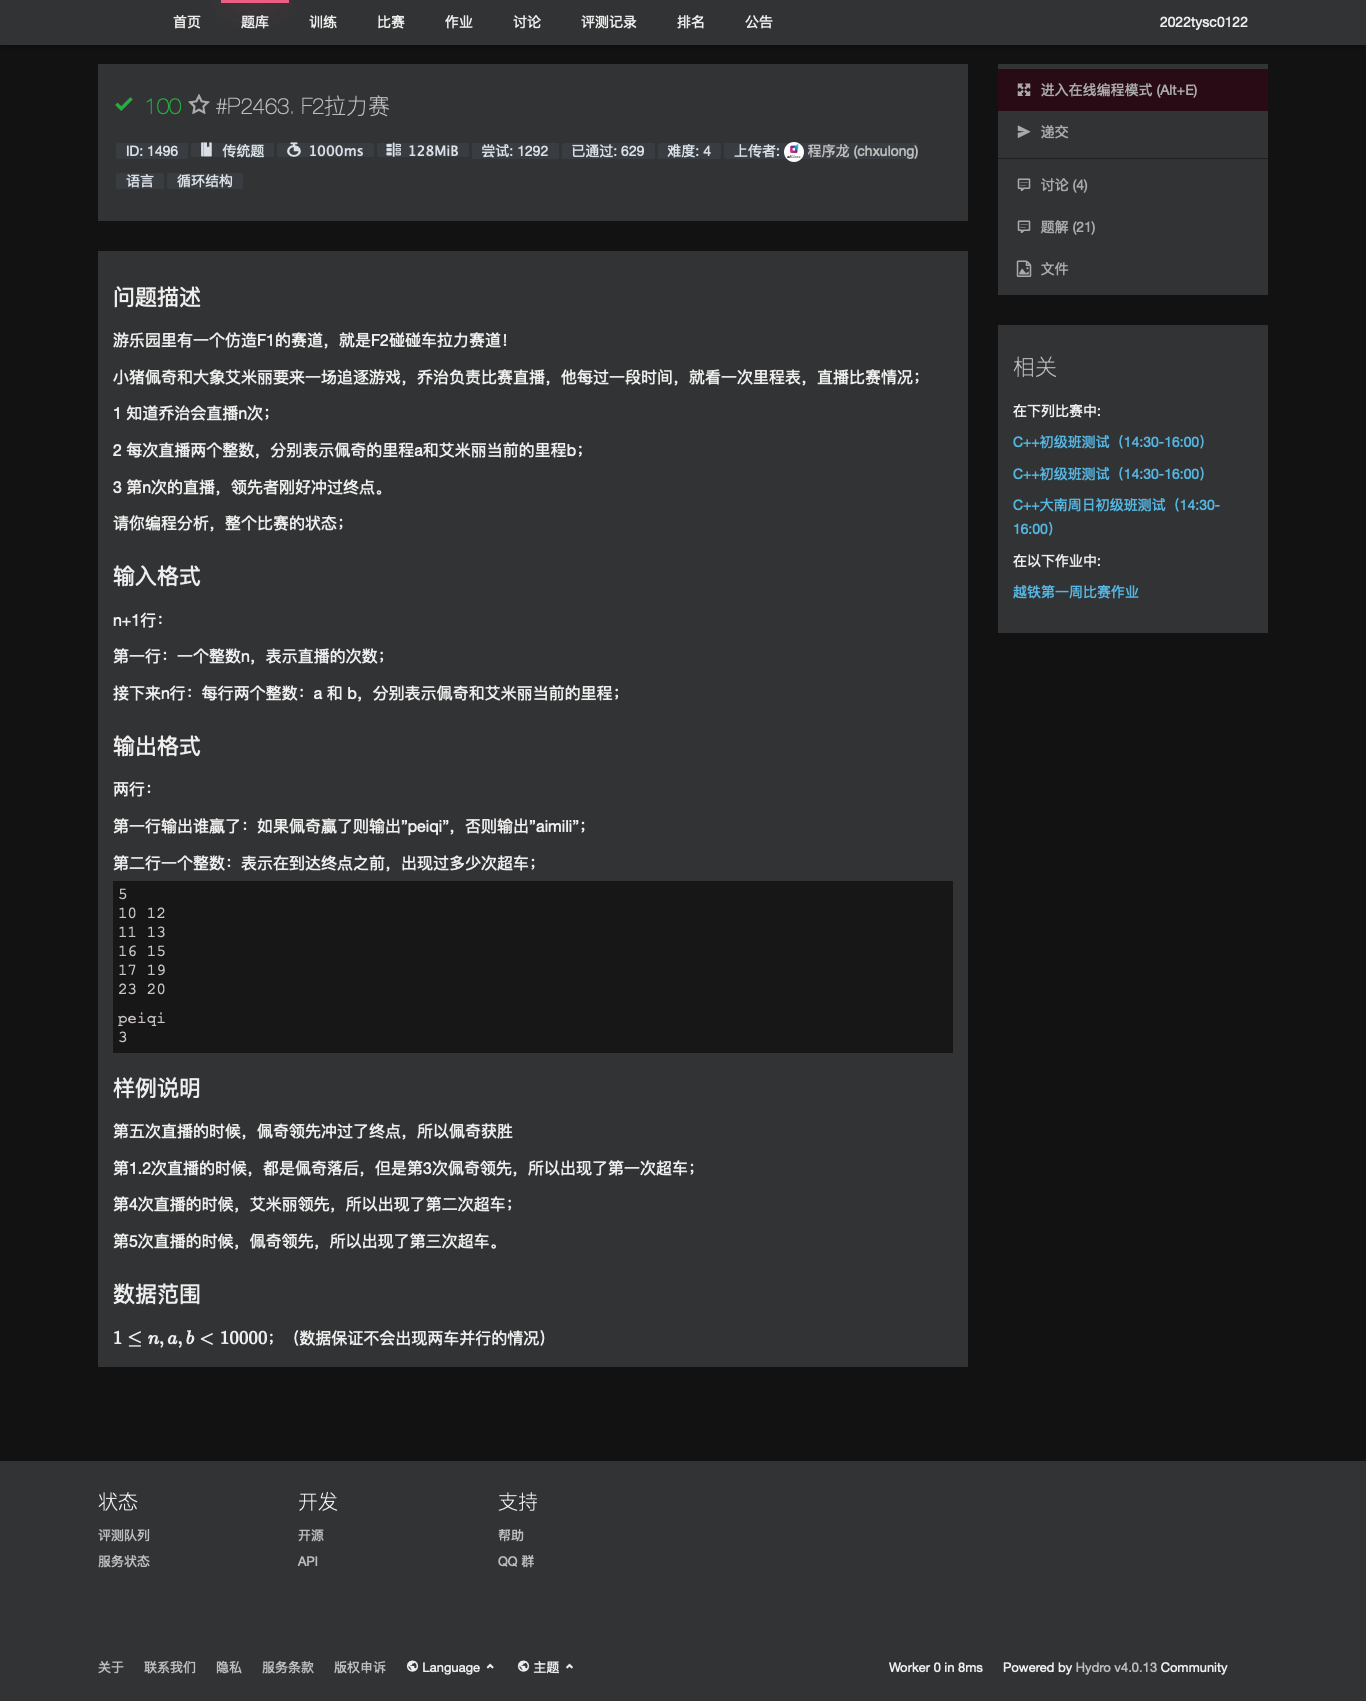 首页 题库 训练 比赛 作业 讨论 评测记录 排名 公告 2022tysc0122
100 #P2463. F2拉力赛
ID: 1496 传统题 1000ms 128MiB 尝试: 1292 已通过: 629 难度: 4 上传者: 程序龙 (chxulong)
语言 循环结构
问题描述
游乐园里有一个仿造F1的赛道，就是F2碰碰车拉力赛道！
小猪佩奇和大象艾米丽要来一场追逐游戏，乔治负责比赛直播，他每过一段时间，就看一次里程表，直播比赛情况；
1 知道乔治会直播n次；
2 每次直播两个整数，分别表示佩奇的里程a和艾米丽当前的里程b；
3 第n次的直播，领先者刚好冲过终点。
请你编程分析，整个比赛的状态；
输入格式
n+1行：
第一行：一个整数n，表示直播的次数；
接下来n行：每行两个整数：a 和 b，分别表示佩奇和艾米丽当前的里程；
输出格式
两行：
第一行输出谁赢了：如果佩奇赢了则输出”peiqi”，否则输出”aimili”；
第二行一个整数：表示在到达终点之前，出现过多少次超车；
5
10 12
11 13
16 15
17 19
23 20
peiqi
3
样例说明
第五次直播的时候，佩奇领先冲过了终点，所以佩奇获胜
第1.2次直播的时候，都是佩奇落后，但是第3次佩奇领先，所以出现了第一次超车；
第4次直播的时候，艾米丽领先，所以出现了第二次超车；
第5次直播的时候，佩奇领先，所以出现了第三次超车。
数据范围
1 ≤ n, a, b < 10000；（数据保证不会出现两车并行的情况）
进入在线编程模式 (Alt+E)
递交
讨论 (4)
题解 (21)
文件
相关
在下列比赛中:
C++初级班测试（14:30-16:00）
C++初级班测试（14:30-16:00）
C++大南周日初级班测试（14:30-
16:00）
在以下作业中:
越铁第一周比赛作业
状态
评测队列
服务状态
开发
开源
API
支持
帮助
QQ 群
关于 联系我们 隐私 服务条款 版权申诉 Language 主题 Worker 0 in 8ms Powered by Hydro v4.0.13 Community